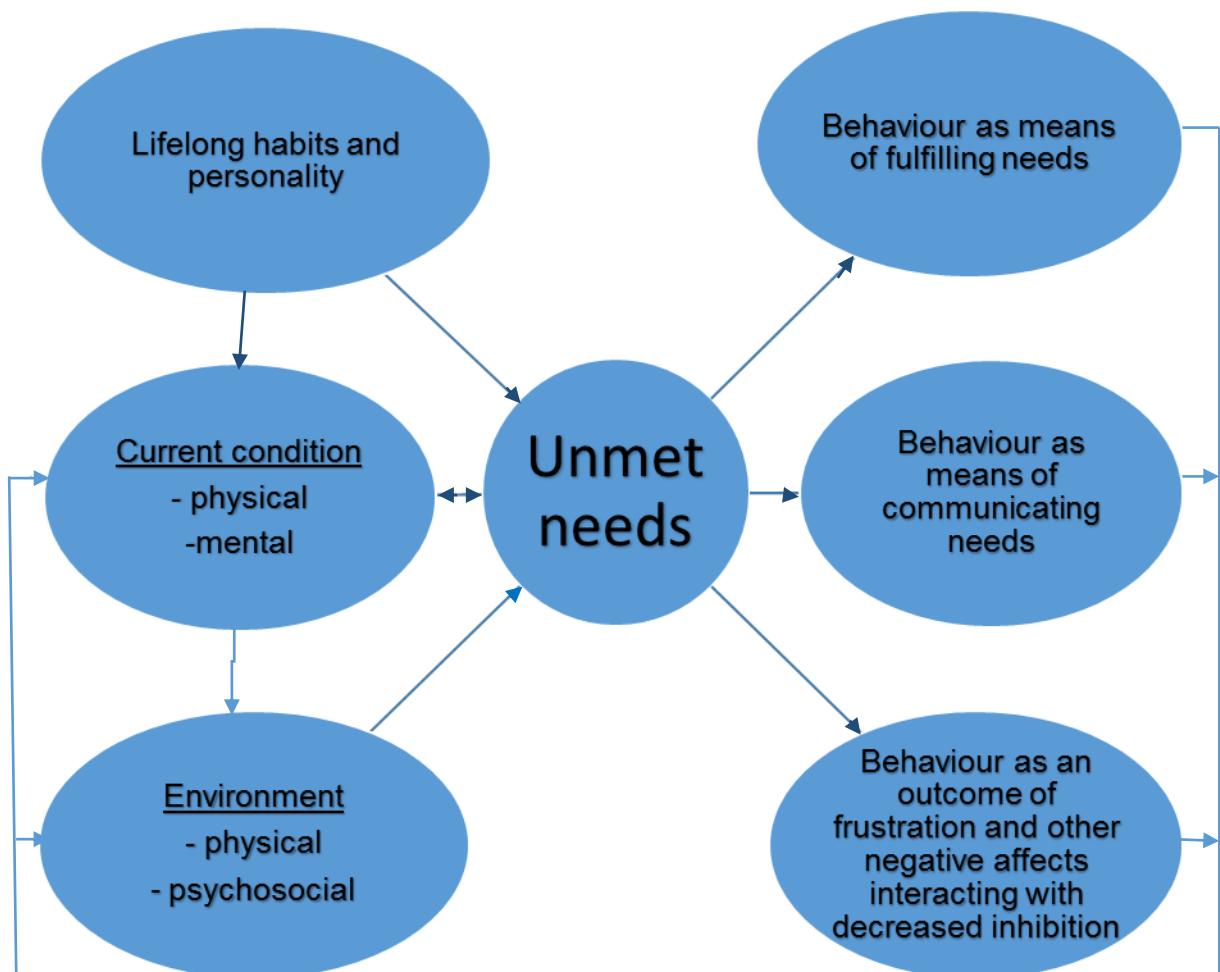 Lifelong habits and
personality
Behaviour as means
of fulfilling needs
Current condition
- physical
-mental
Unmet
needs
Behaviour as
means of
communicating
needs
Environment
- physical
- psychosocial
Behaviour as an
outcome of
frustration and other
negative affects
interacting with
decreased inhibition